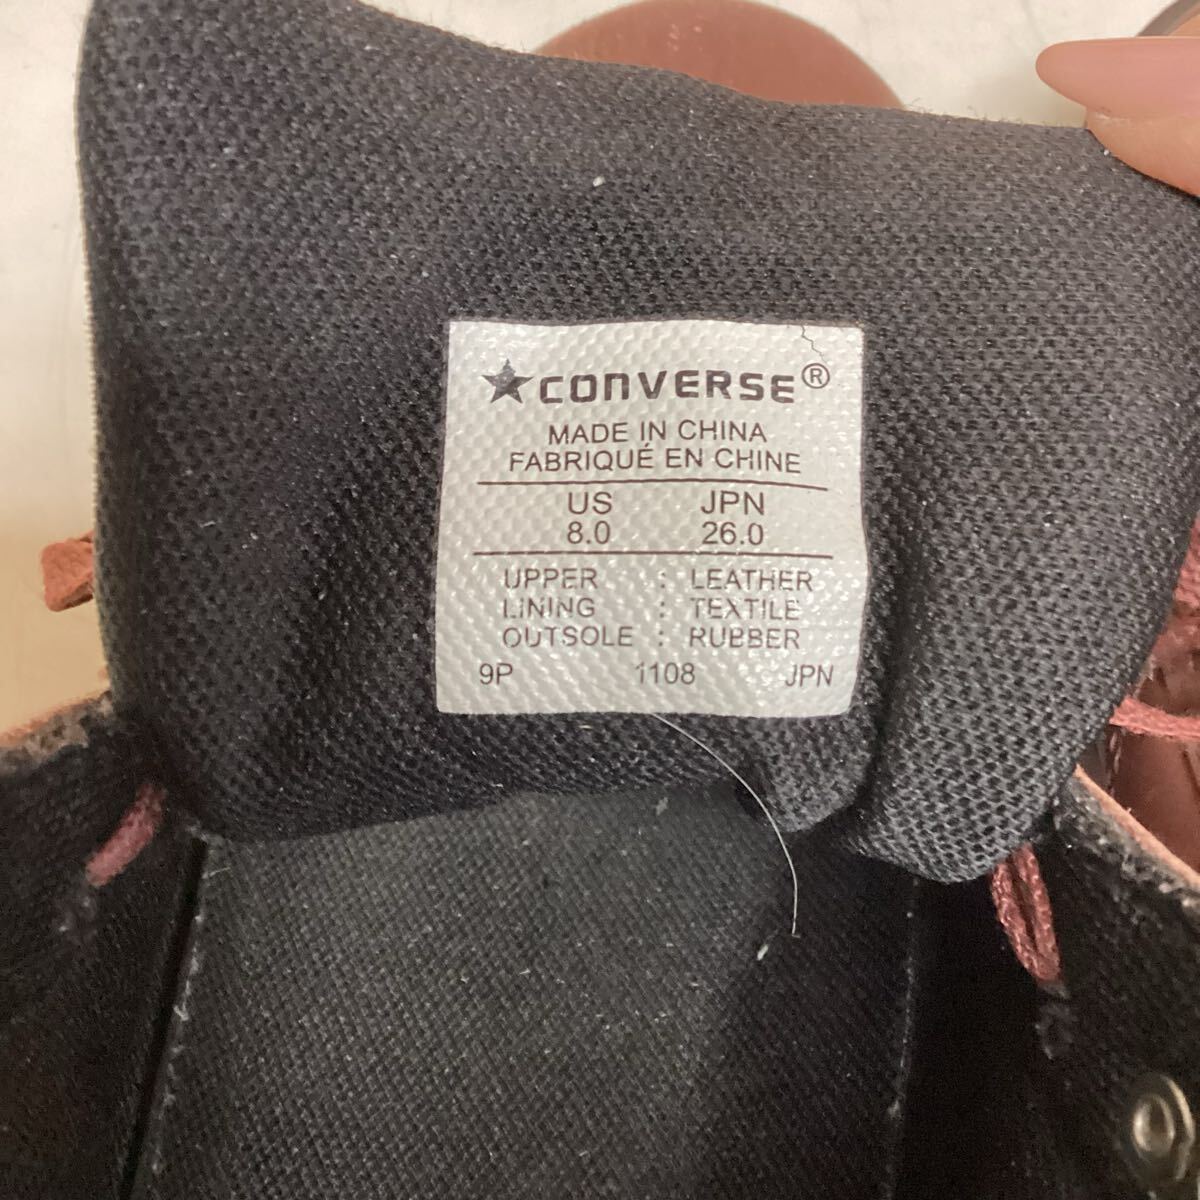 ★CONVERSE®
MADE IN CHINA
FABRIQUÉ EN CHINE
US JPN
8.0 26.0
UPPER : LEATHER
LINING : TEXTILE
OUTSOLE : RUBBER
9P 1108 JPN